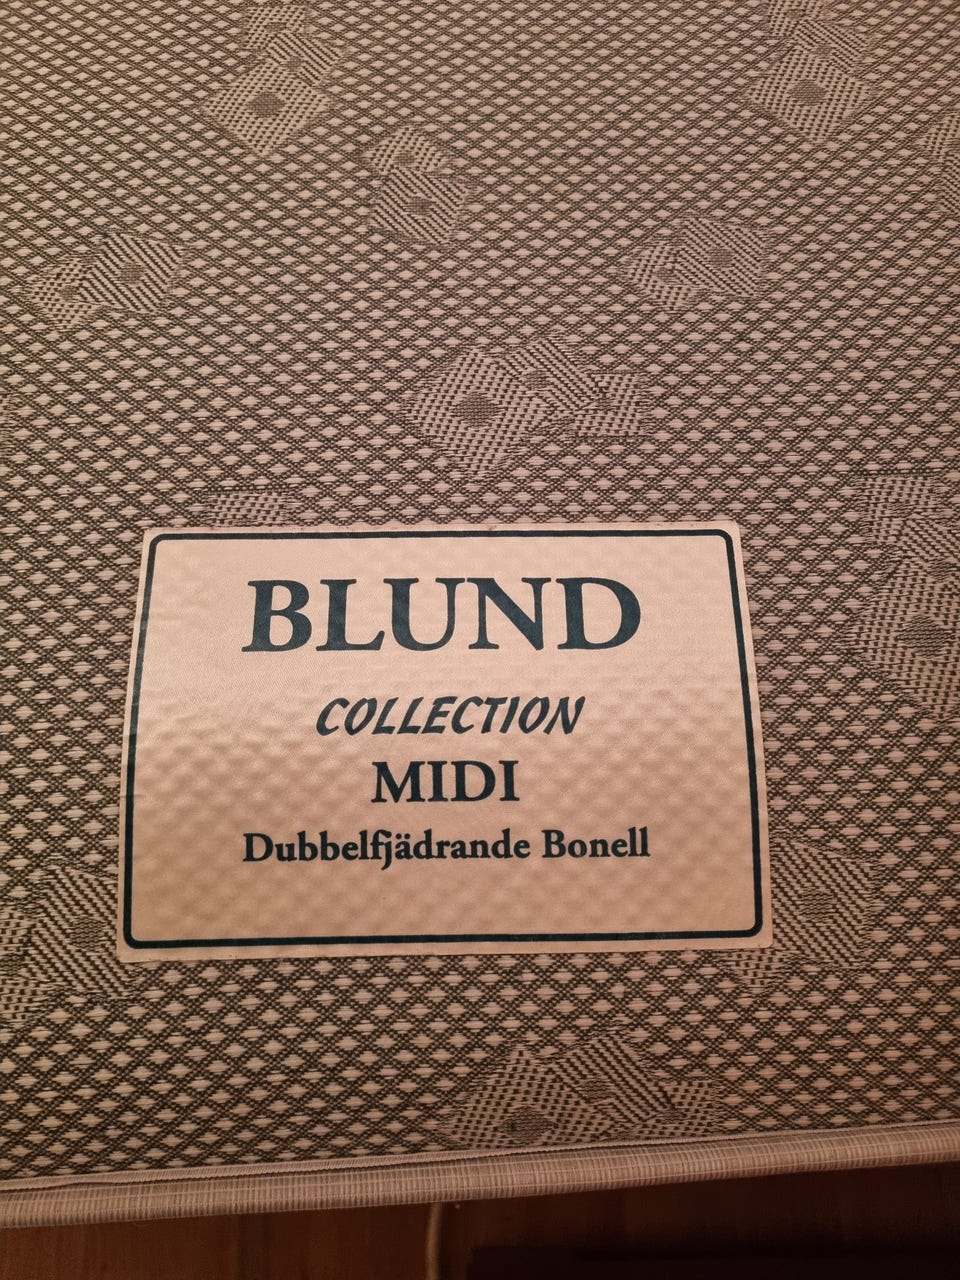 BLUND
COLLECTION
MIDI
Dubbelfjädrande Bonell